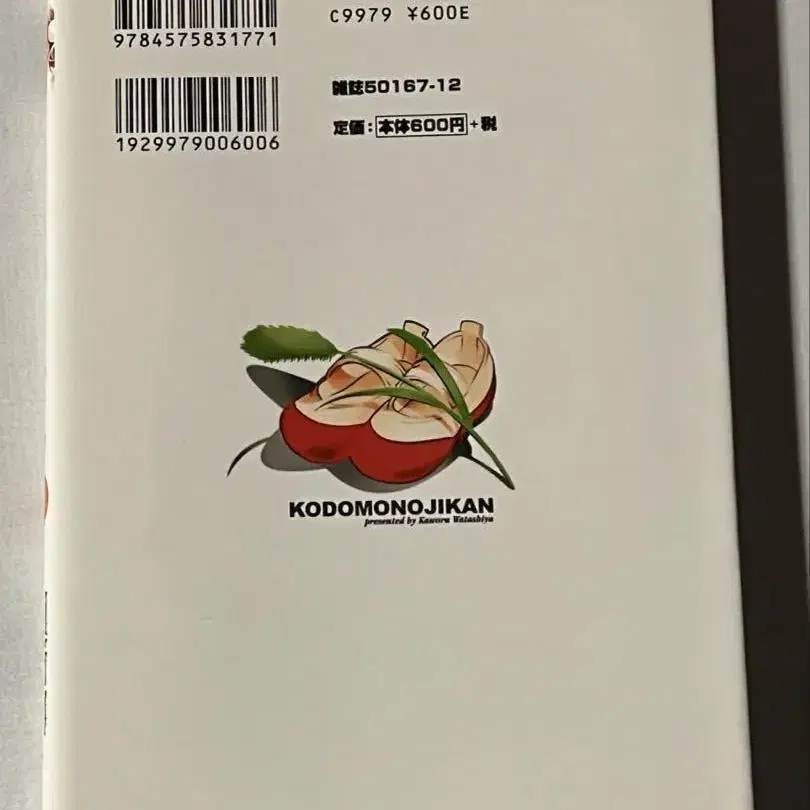 9784575831771
C9979 ¥600E
雑誌50167-12
定価:本体600円+税
1929979006006
KODOMONOJIKAN
presented by Kaworu Watashiya